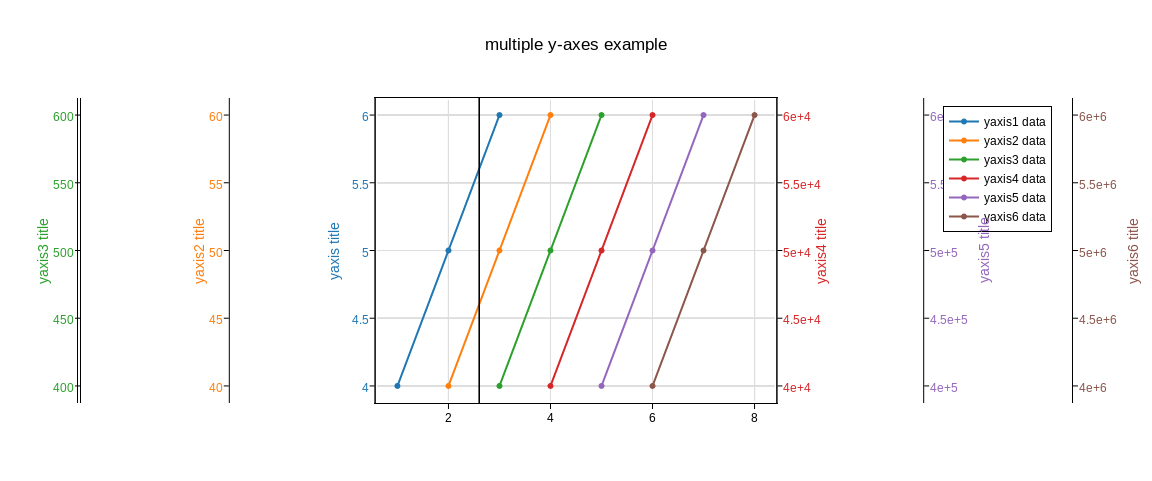 multiple y-axes example
600
550
500
450
400
yaxis3 title
60
55
50
45
40
yaxis2 title
6
5.5
5
4.5
4
yaxis title
2
4
6
8
6e+4
5.5e+4
5e+4
4.5e+4
4e+4
yaxis4 title
5e+5
4.5e+5
4e+5
yaxis5 title
yaxis1 data
yaxis2 data
yaxis3 data
yaxis4 data
yaxis5 data
yaxis6 data
6e+6
5.5e+6
5e+6
4.5e+6
4e+6
yaxis6 title